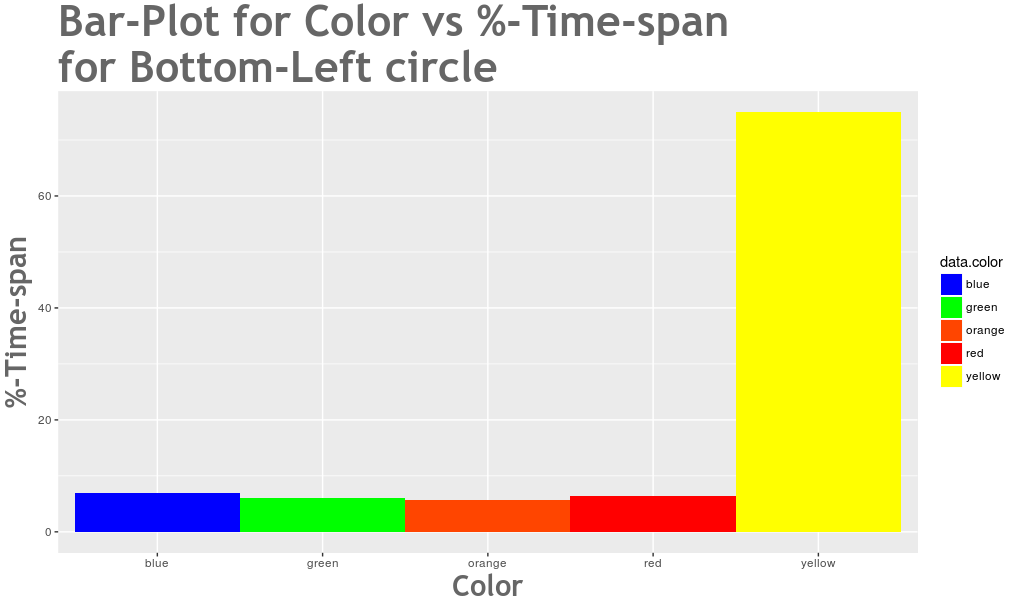 Bar-Plot for Color vs %-Time-span
for Bottom-Left circle
%-Time-span
60
40
20
0
blue
green
orange
red
yellow
Color
data.color
blue
green
orange
red
yellow